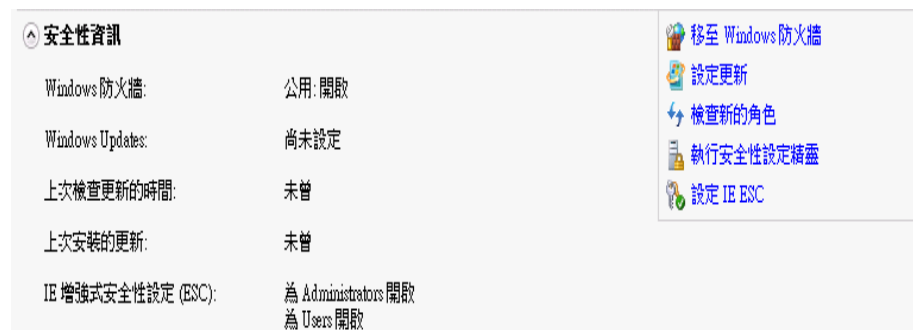 安全性資訊
Windows 防火牆: 公用: 開啟
Windows Updates: 尚未設定
上次檢查更新的時間: 未曾
上次安裝的更新: 未曾
IE 增強式安全性設定 (ESC): 為 Administrators 開啟
為 Users 開啟
移至 Windows 防火牆
設定更新
檢查新的角色
執行安全性設定精靈
設定 IE ESC